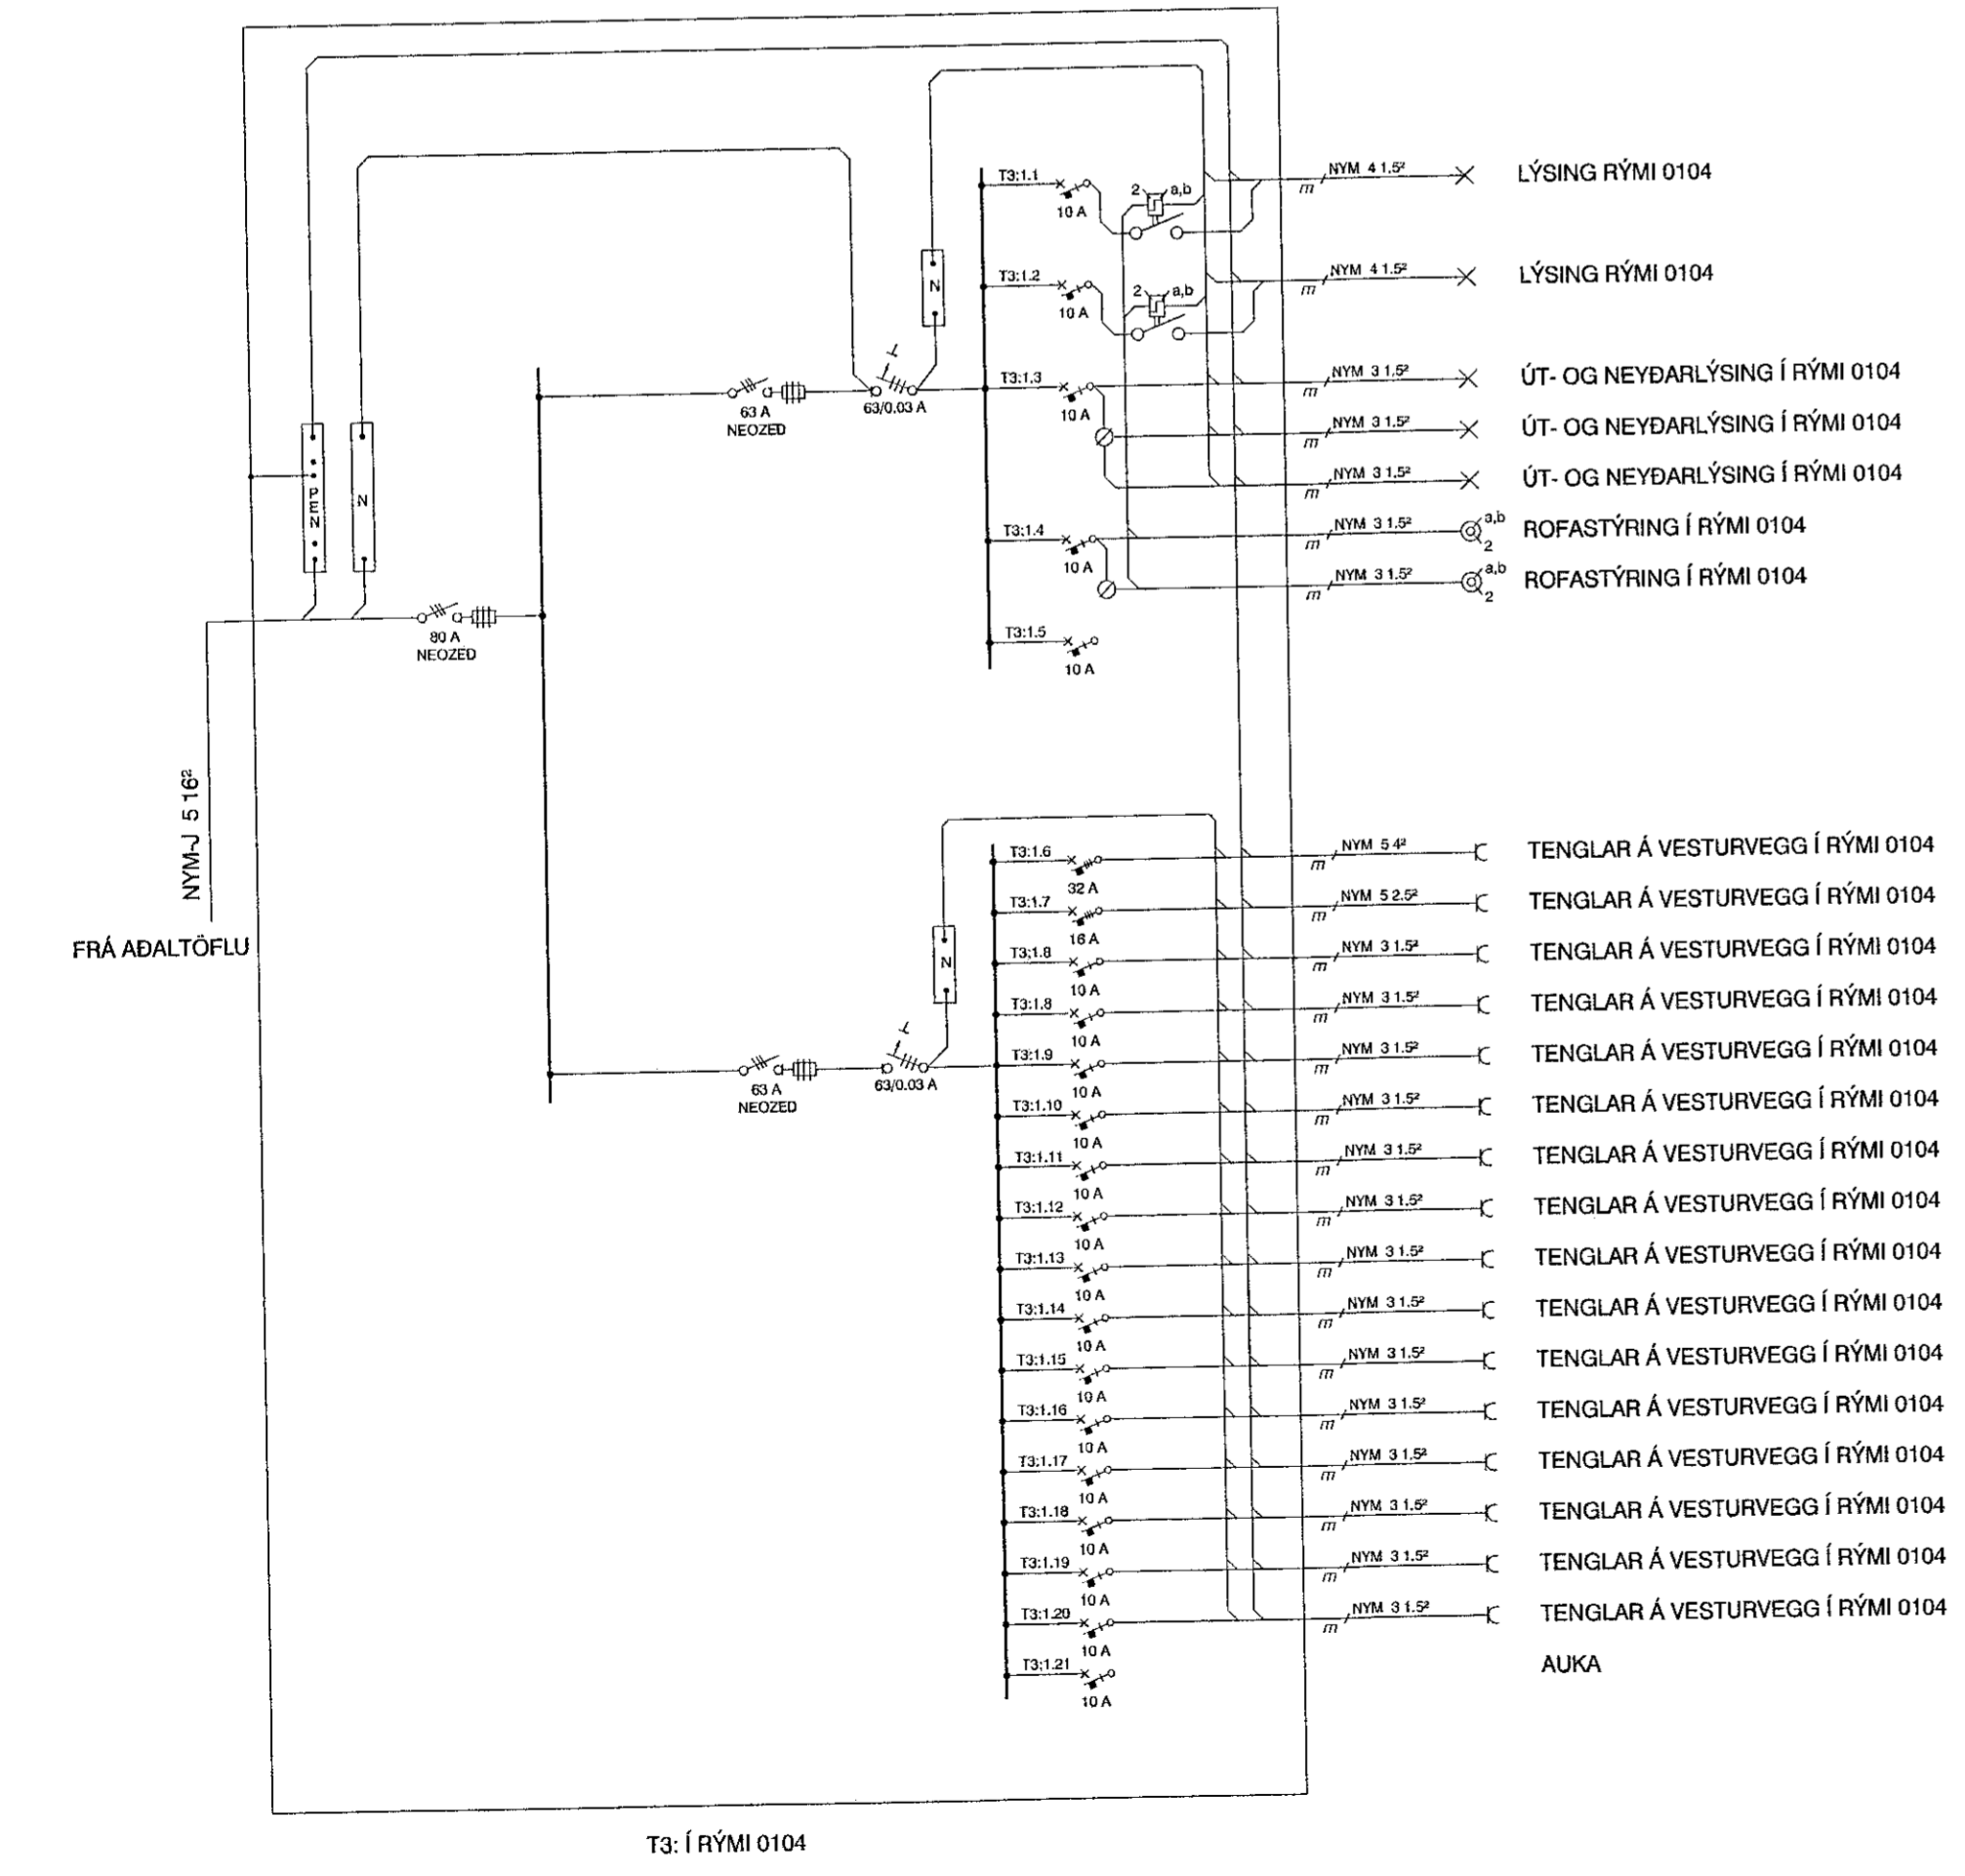 T3:1.1
10 A
2 a,b
m
NYM 4 1.5²
LÝSING RÝMI 0104
N
T3:1.2
10 A
2 a,b
m
NYM 4 1.5²
LÝSING RÝMI 0104
63 A
NEOZED
63/0.03 A
T3:1.3
10 A
m
NYM 3 1.5²
ÚT- OG NEYÐARLÝSING Í RÝMI 0104
m
NYM 3 1.5²
ÚT- OG NEYÐARLÝSING Í RÝMI 0104
m
NYM 3 1.5²
ÚT- OG NEYÐARLÝSING Í RÝMI 0104
PEN
N
T3:1.4
10 A
m
NYM 3 1.5²
a,b
2
ROFASTÝRING Í RÝMI 0104
m
NYM 3 1.5²
a,b
2
ROFASTÝRING Í RÝMI 0104
80 A
NEOZED
T3:1.5
10 A
NYM-J 5 16²
FRÁ AÐALTÖFLU
T3:1.6
32 A
m
NYM 5 4²
TENGLAR Á VESTURVEGG Í RÝMI 0104
T3:1.7
16 A
m
NYM 5 2.5²
TENGLAR Á VESTURVEGG Í RÝMI 0104
N
T3:1.8
10 A
m
NYM 3 1.5²
TENGLAR Á VESTURVEGG Í RÝMI 0104
T3:1.8
10 A
m
NYM 3 1.5²
TENGLAR Á VESTURVEGG Í RÝMI 0104
63 A
NEOZED
63/0.03 A
T3:1.9
10 A
m
NYM 3 1.5²
TENGLAR Á VESTURVEGG Í RÝMI 0104
T3:1.10
10 A
m
NYM 3 1.5²
TENGLAR Á VESTURVEGG Í RÝMI 0104
T3:1.11
10 A
m
NYM 3 1.5²
TENGLAR Á VESTURVEGG Í RÝMI 0104
T3:1.12
10 A
m
NYM 3 1.5²
TENGLAR Á VESTURVEGG Í RÝMI 0104
T3:1.13
10 A
m
NYM 3 1.5²
TENGLAR Á VESTURVEGG Í RÝMI 0104
T3:1.14
10 A
m
NYM 3 1.5²
TENGLAR Á VESTURVEGG Í RÝMI 0104
T3:1.15
10 A
m
NYM 3 1.5²
TENGLAR Á VESTURVEGG Í RÝMI 0104
T3:1.16
10 A
m
NYM 3 1.5²
TENGLAR Á VESTURVEGG Í RÝMI 0104
T3:1.17
10 A
m
NYM 3 1.5²
TENGLAR Á VESTURVEGG Í RÝMI 0104
T3:1.18
10 A
m
NYM 3 1.5²
TENGLAR Á VESTURVEGG Í RÝMI 0104
T3:1.19
10 A
m
NYM 3 1.5²
TENGLAR Á VESTURVEGG Í RÝMI 0104
T3:1.20
10 A
m
NYM 3 1.5²
TENGLAR Á VESTURVEGG Í RÝMI 0104
T3:1.21
10 A
AUKA
T3: Í RÝMI 0104